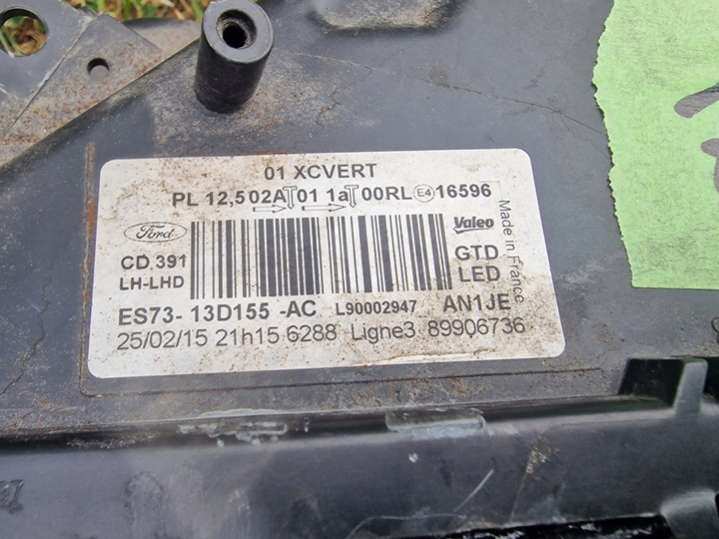 01 XCVERT
PL 12,5 02A 01 1a 00RL E4 16596
Ford
Valeo
CD.391
LH-LHD
GTD
LED
Made in France
ES73- 13D155 -AC L90002947 AN1JE
25/02/15 21h15 6288 Ligne3 89906736